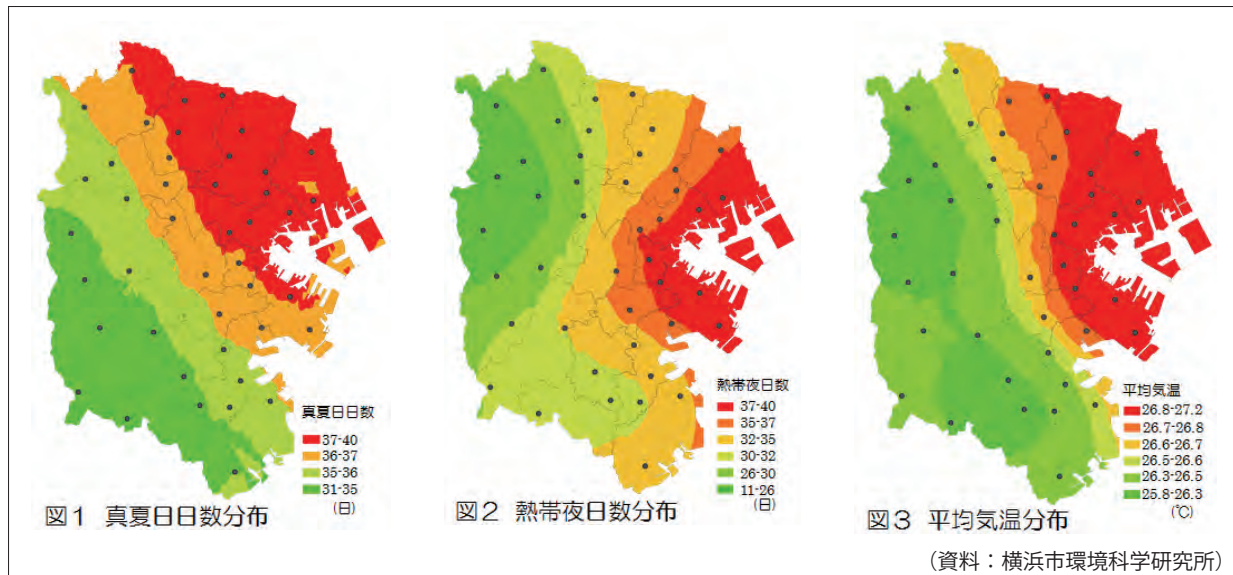 真夏日日数
37-40
36-37
35-36
31-35
(日)
図1 真夏日日数分布
熱帯夜日数
37-40
35-37
32-35
30-32
26-30
11-26
(日)
図2 熱帯夜日数分布
平均気温
26.8-27.2
26.7-26.8
26.6-26.7
26.5-26.6
26.3-26.5
25.8-26.3
(℃)
図3 平均気温分布
（資料：横浜市環境科学研究所）